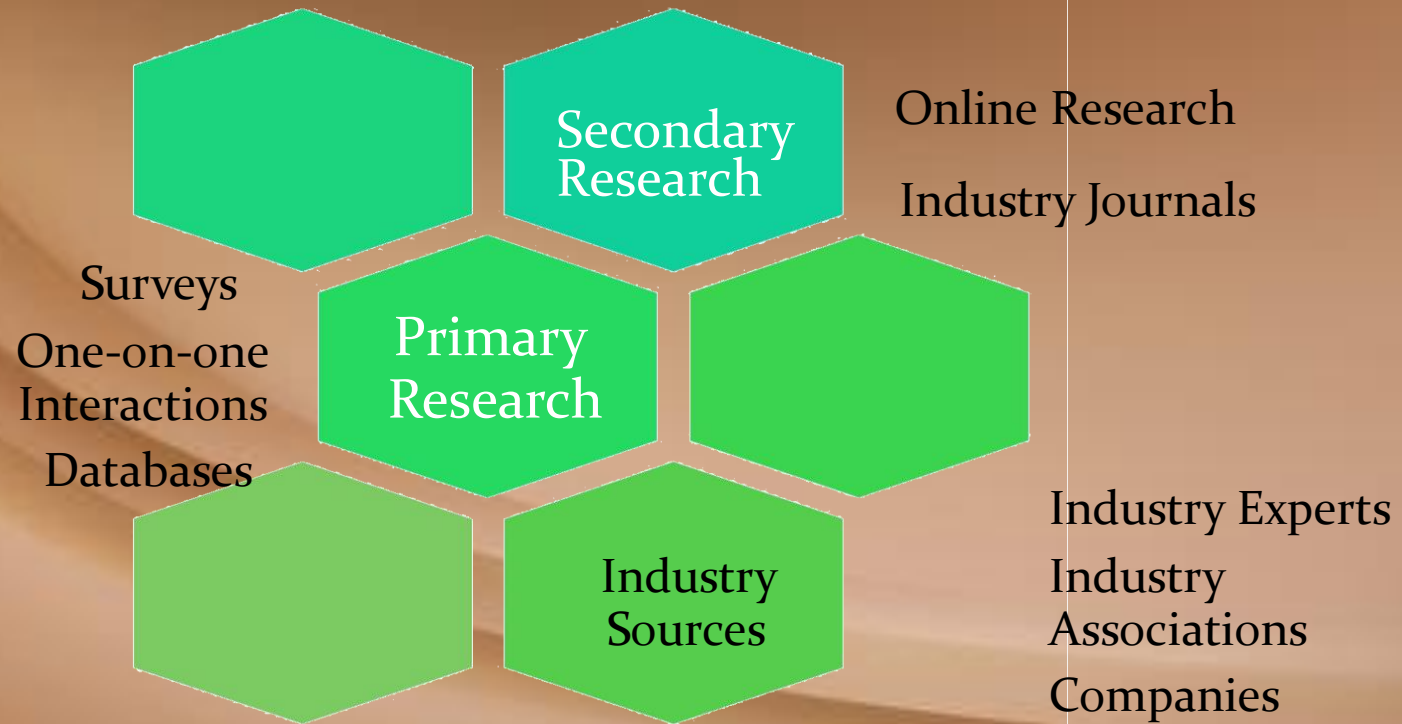 Secondary
Research
Online Research
Industry Journals
Surveys
One-on-one
Interactions
Databases
Primary
Research
Industry
Sources
Industry Experts
Industry
Associations
Companies